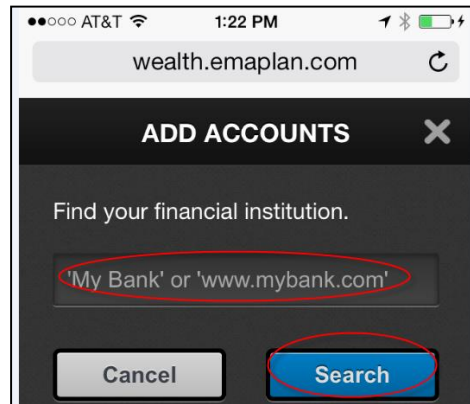 AT&T 1:22 PM
wealth.emaplan.com
ADD ACCOUNTS
Find your financial institution.
'My Bank' or 'www.mybank.com'
Cancel Search